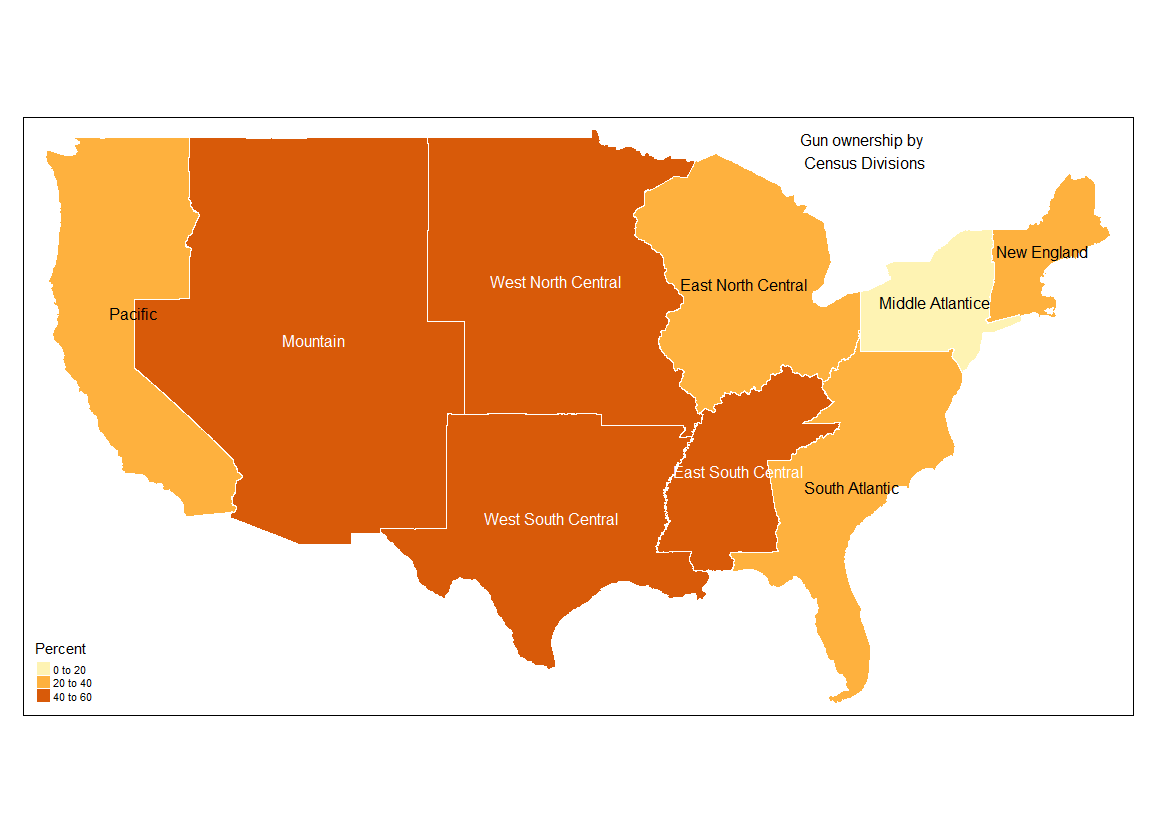 Gun ownership by
Census Divisions
New England
West North Central
East North Central
Middle Atlantice
Pacific
Mountain
East South Central
South Atlantic
West South Central
Percent
0 to 20
20 to 40
40 to 60